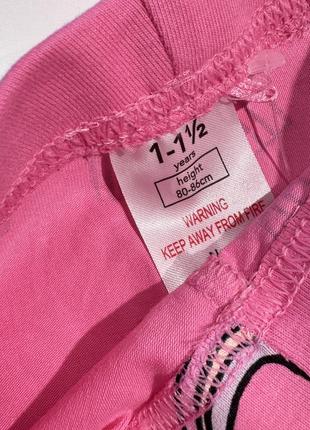 1-1½
years
height
80-86cm
WARNING
KEEP AWAY FROM FIRE